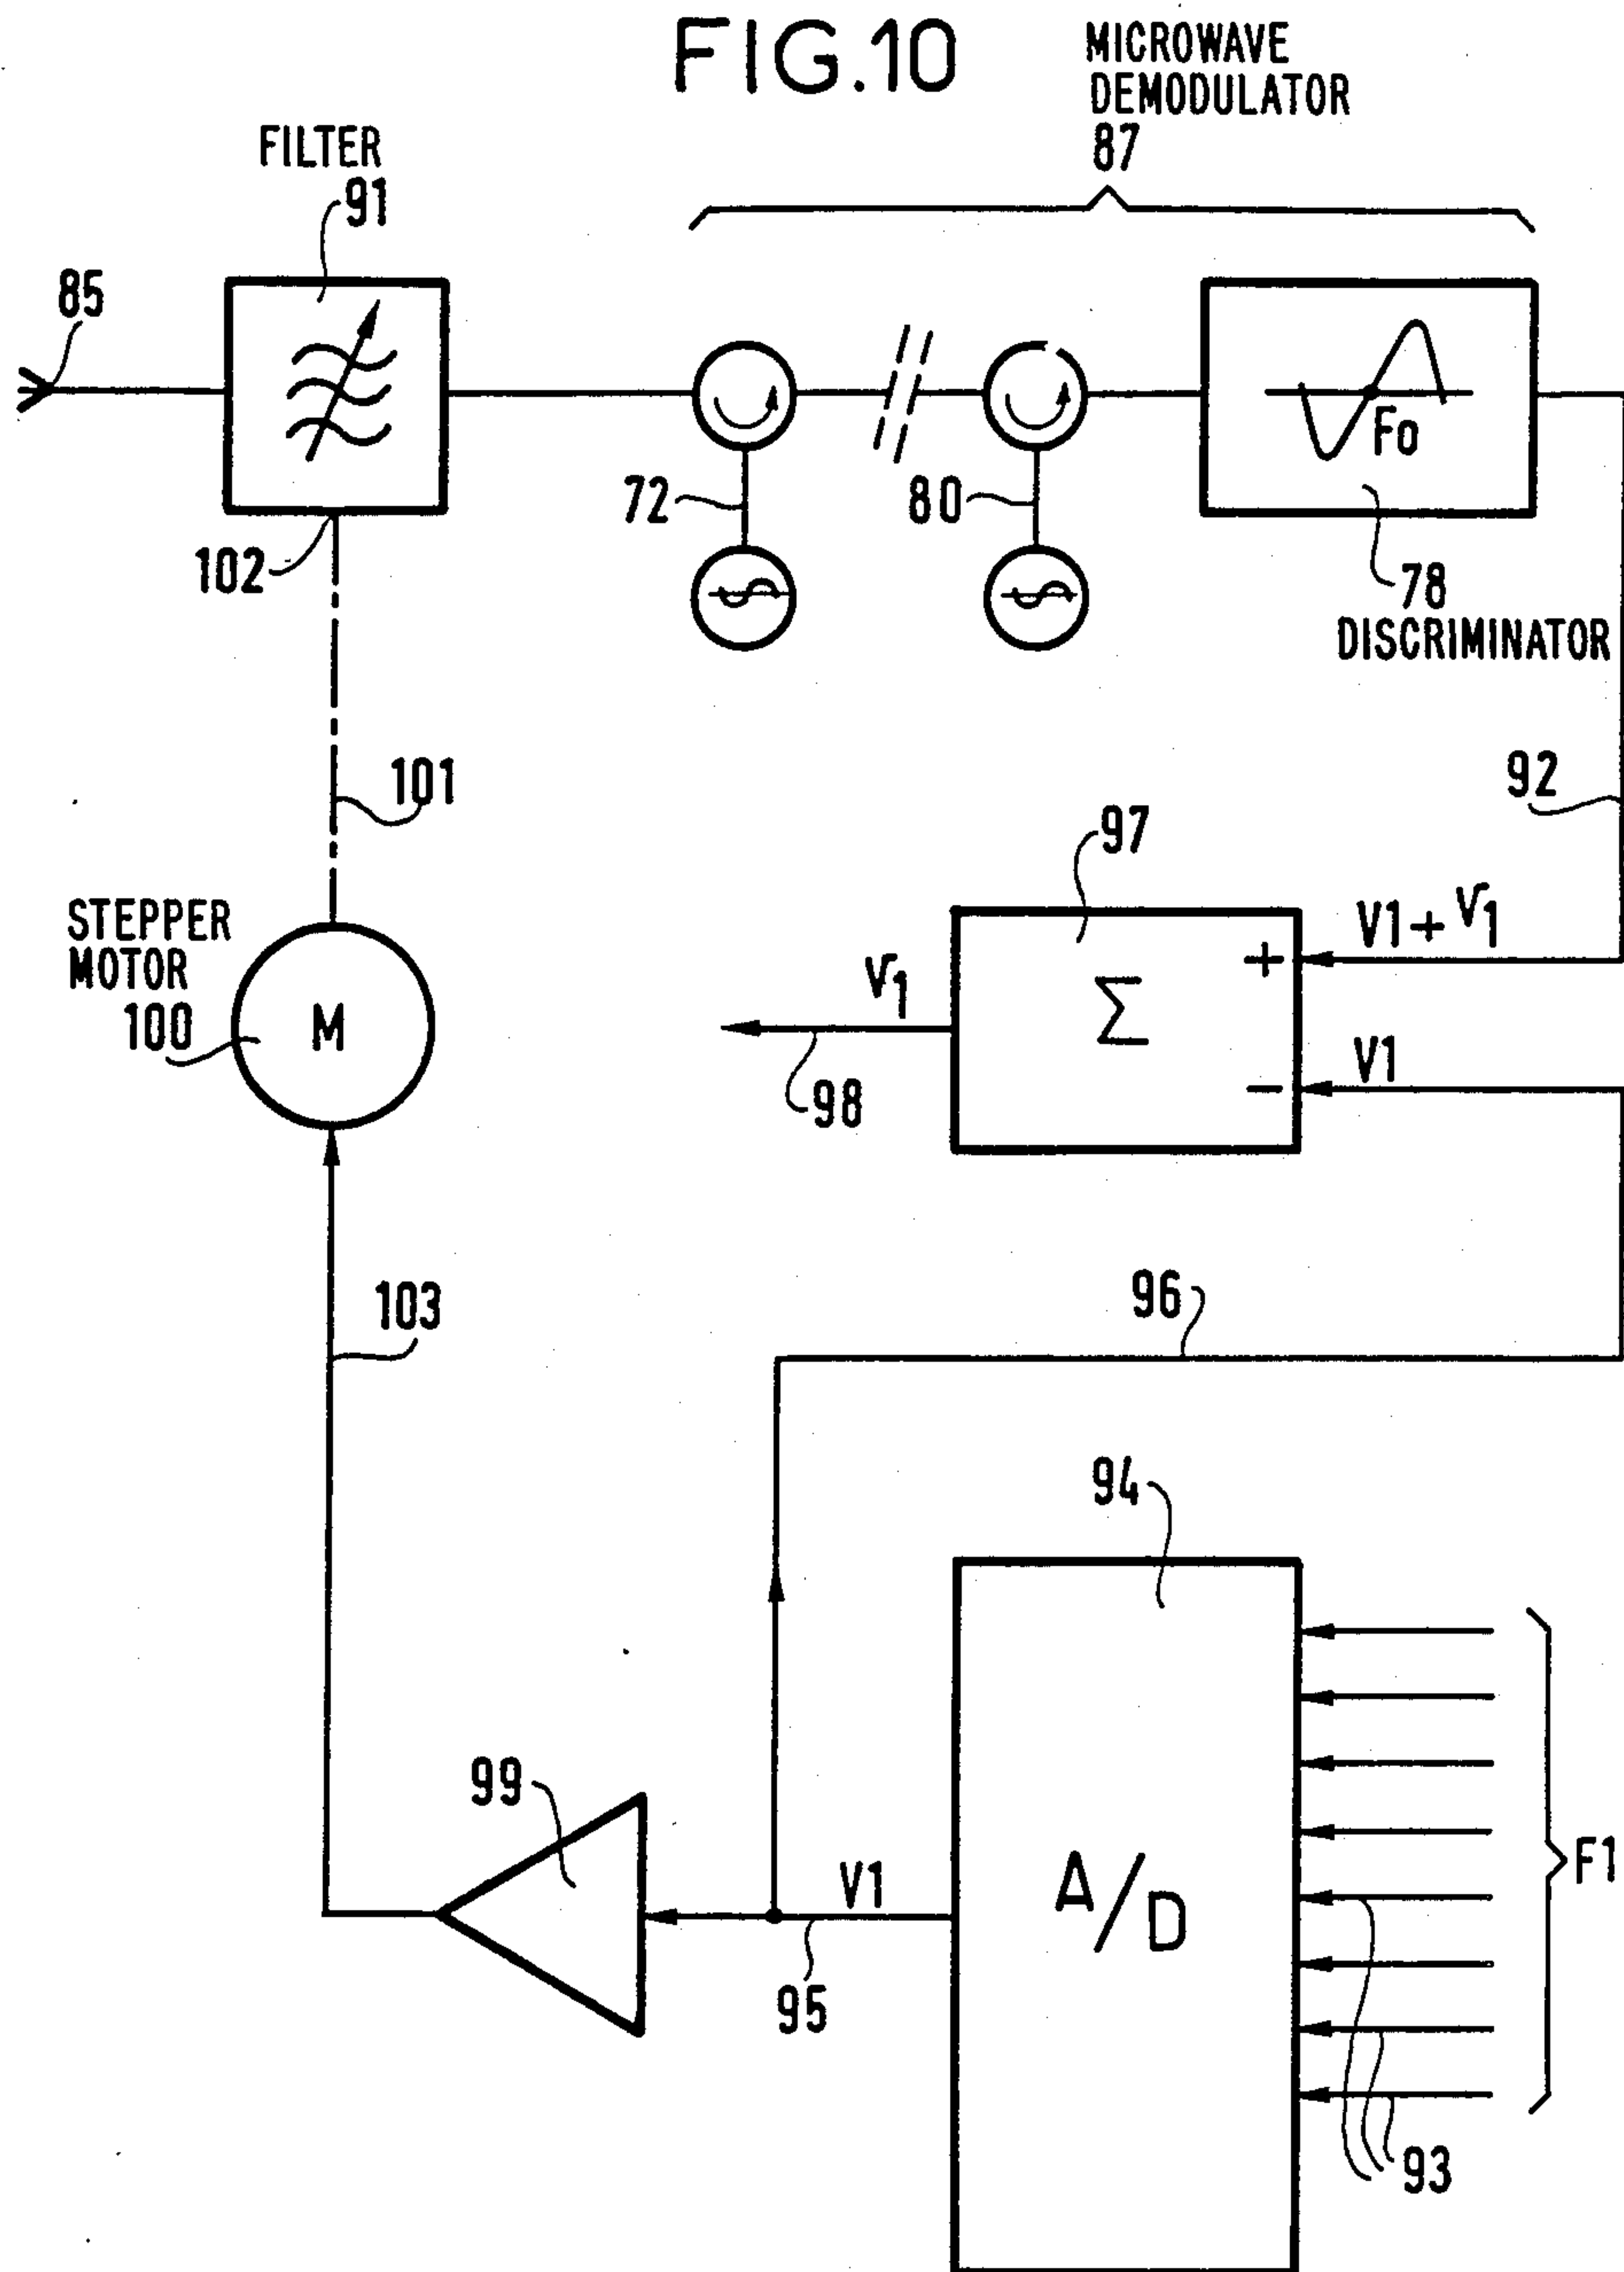 FIG.10
MICROWAVE
DEMODULATOR
87
FILTER
91
85
Fo
72
80
102
78
DISCRIMINATOR
101
92
97
STEPPER
MOTOR
100
M
V1 + v1
+
Σ
v1
V1
−
98
103
96
94
99
V1
A/D
F1
95
93